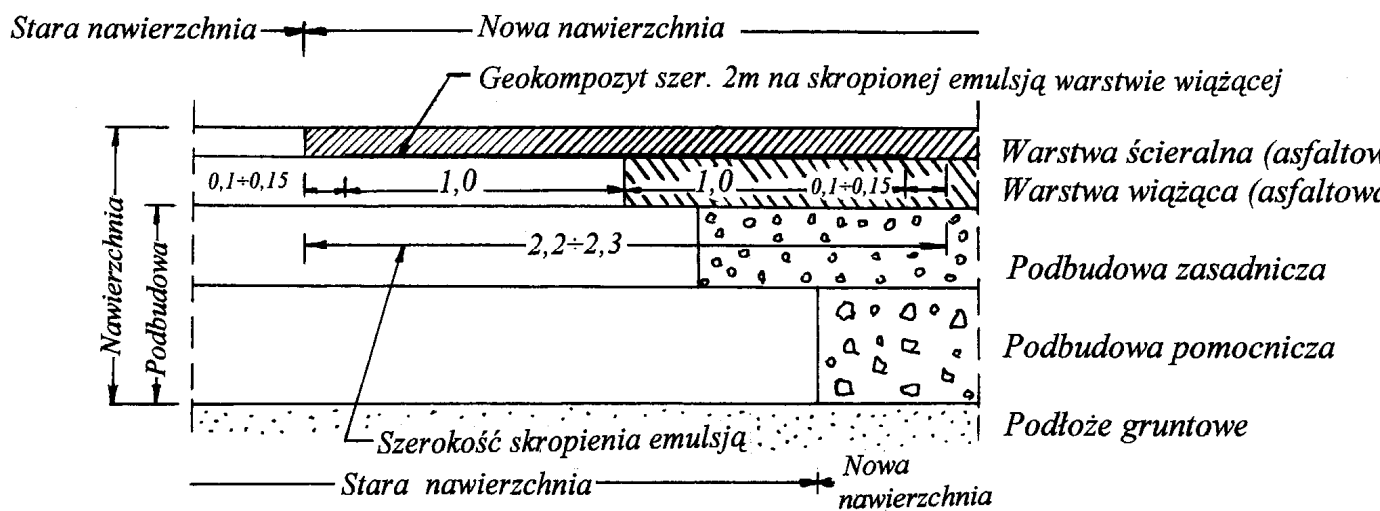 Stara nawierzchnia
Nowa nawierzchnia
Geokompozyt szer. 2m na skropionej emulsją warstwie wiążącej
Warstwa ścieralna (asfaltow
0,1÷0,15
1,0
1,0
0,1÷0,15
Warstwa wiążąca (asfaltowa
2,2÷2,3
Podbudowa zasadnicza
Nawierzchnia
Podbudowa
Podbudowa pomocnicza
Szerokość skropienia emulsją
Podłoże gruntowe
Stara nawierzchnia
Nowa
nawierzchnia